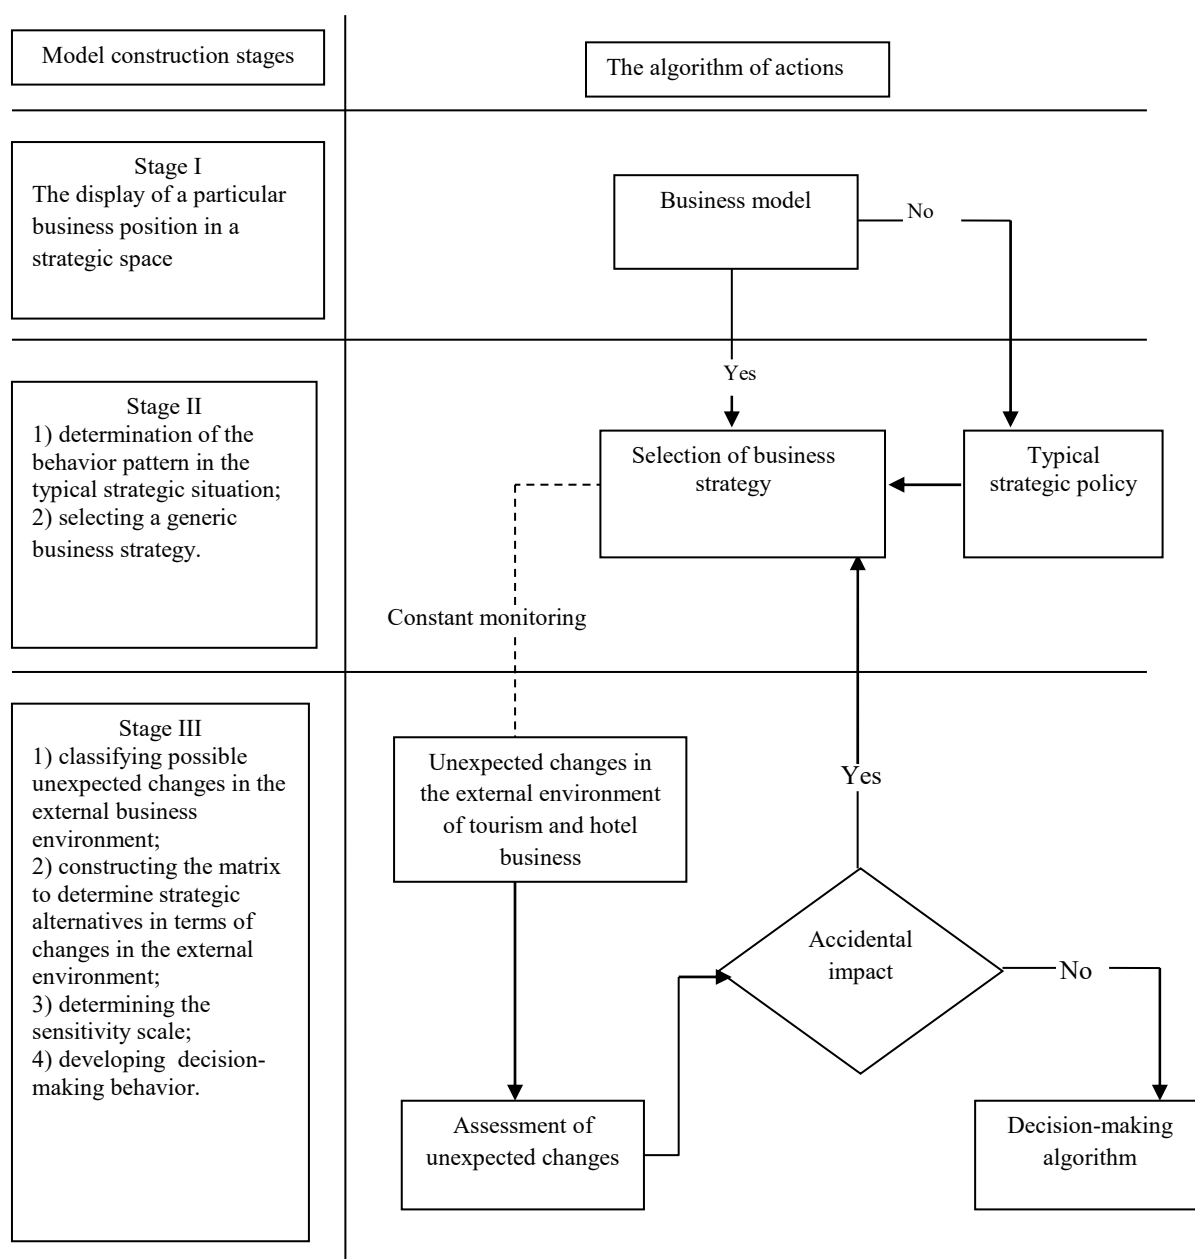 Model construction stages
The algorithm of actions
Stage I
The display of a particular
business position in a
strategic space
Business model
No
Yes
Stage II
1) determination of the
behavior pattern in the
typical strategic situation;
2) selecting a generic
business strategy.
Selection of business
strategy
Typical
strategic policy
Constant monitoring
Stage III
1) classifying possible
unexpected changes in the
external business
environment;
2) constructing the matrix
to determine strategic
alternatives in terms of
changes in the external
environment;
3) determining the
sensitivity scale;
4) developing  decision-
making behavior.
Unexpected changes in
the external environment
of tourism and hotel
business
Yes
Accidental
impact
No
Assessment of
unexpected changes
Decision-making
algorithm